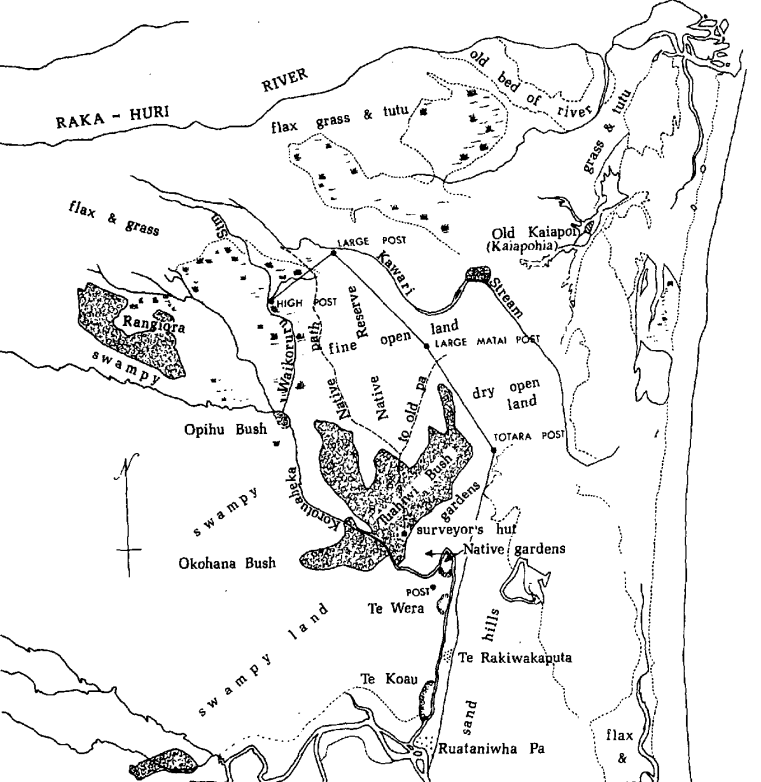 old bed of river
RAKA - HURI RIVER
flax grass & tutu
grass & tutu
flax & grass
Sm
Old Kaiapoi
(Kaiapohia)
LARGE POST
Kawari Stream
HIGH POST
Rangiora
swampy
Waikoruru
Native path
Native Reserve
fine open land
LARGE MATAI POST
to old pa
dry open
land
TOTARA POST
Opihu Bush
swampy
Tuahiwi Bush
gardens
surveyor's hut
Native gardens
Okohana Bush
POST
Te Wera
swampy land
sand hills
Te Rakiwakaputa
Te Koau
Ruataniwha Pa
flax
&